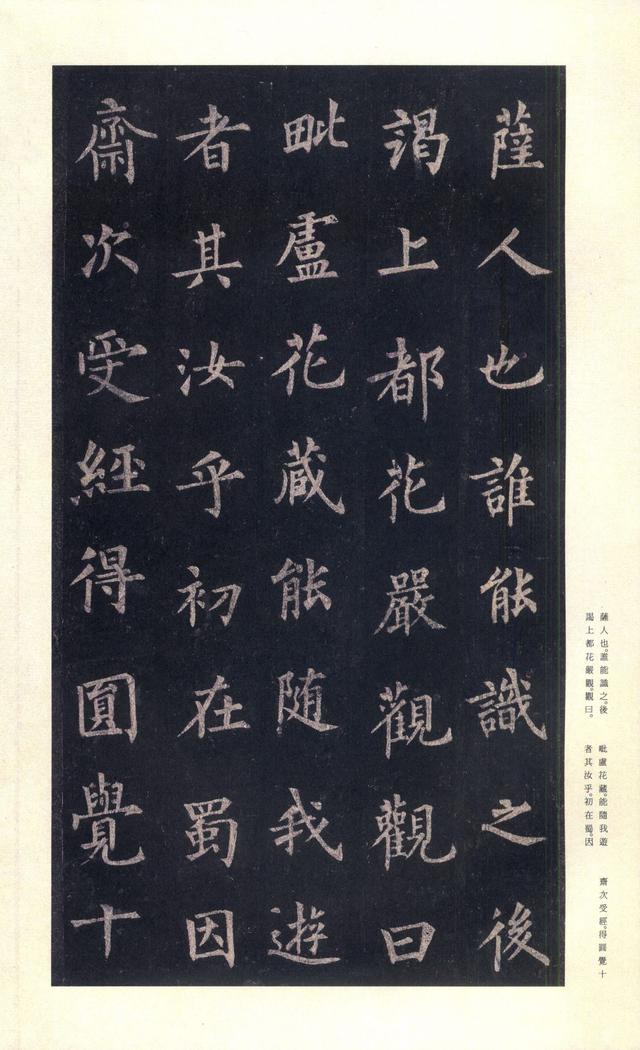 薩人也誰能識之後
謁上都花嚴觀觀曰
毗盧花藏能随我遊
者其汝乎初在蜀因
齋次受經得圓覺十
薩人也。誰能識之。後
謁上都花嚴觀。觀曰。
毗盧花藏。能隨我遊
者其汝乎。初在蜀。因
齋次受經。得圓覺十